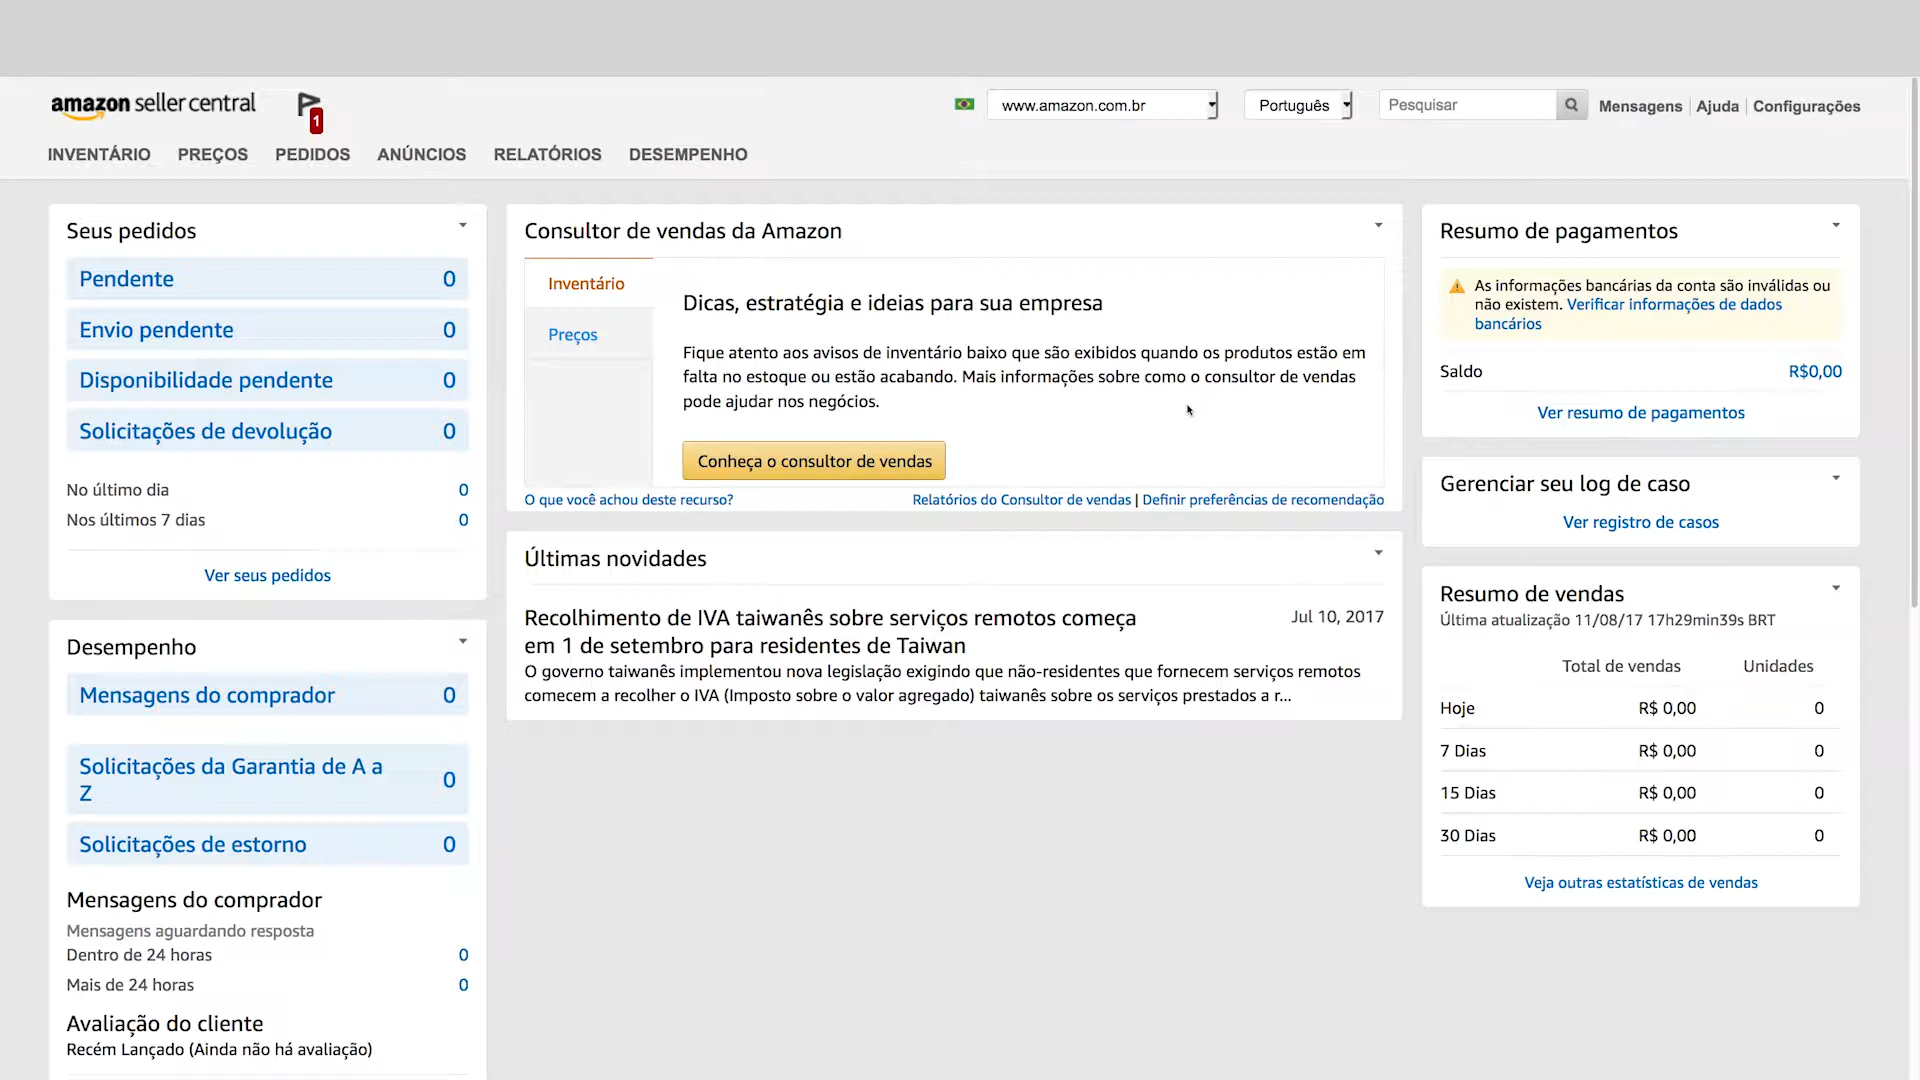 amazon seller central
1
www.amazon.com.br
Português
Pesquisar
Mensagens | Ajuda | Configurações
INVENTÁRIO PREÇOS PEDIDOS ANÚNCIOS RELATÓRIOS DESEMPENHO
Seus pedidos
Pendente 0
Envio pendente 0
Disponibilidade pendente 0
Solicitações de devolução 0
No último dia 0
Nos últimos 7 dias 0
Ver seus pedidos
Desempenho
Mensagens do comprador 0
Solicitações da Garantia de A a
Z 0
Solicitações de estorno 0
Mensagens do comprador
Mensagens aguardando resposta
Dentro de 24 horas 0
Mais de 24 horas 0
Avaliação do cliente
Recém Lançado (Ainda não há avaliação)
Consultor de vendas da Amazon
Inventário
Preços
Dicas, estratégia e ideias para sua empresa
Fique atento aos avisos de inventário baixo que são exibidos quando os produtos estão em
falta no estoque ou estão acabando. Mais informações sobre como o consultor de vendas
pode ajudar nos negócios.
Conheça o consultor de vendas
O que você achou deste recurso?
Relatórios do Consultor de vendas | Definir preferências de recomendação
Últimas novidades
Recolhimento de IVA taiwanês sobre serviços remotos começa
em 1 de setembro para residentes de Taiwan
Jul 10, 2017
O governo taiwanês implementou nova legislação exigindo que não-residentes que fornecem serviços remotos
comecem a recolher o IVA (Imposto sobre o valor agregado) taiwanês sobre os serviços prestados a r...
Resumo de pagamentos
As informações bancárias da conta são inválidas ou
não existem. Verificar informações de dados
bancários
Saldo R$0,00
Ver resumo de pagamentos
Gerenciar seu log de caso
Ver registro de casos
Resumo de vendas
Última atualização 11/08/17 17h29min39s BRT
Total de vendas Unidades
Hoje R$ 0,00 0
7 Dias R$ 0,00 0
15 Dias R$ 0,00 0
30 Dias R$ 0,00 0
Veja outras estatísticas de vendas